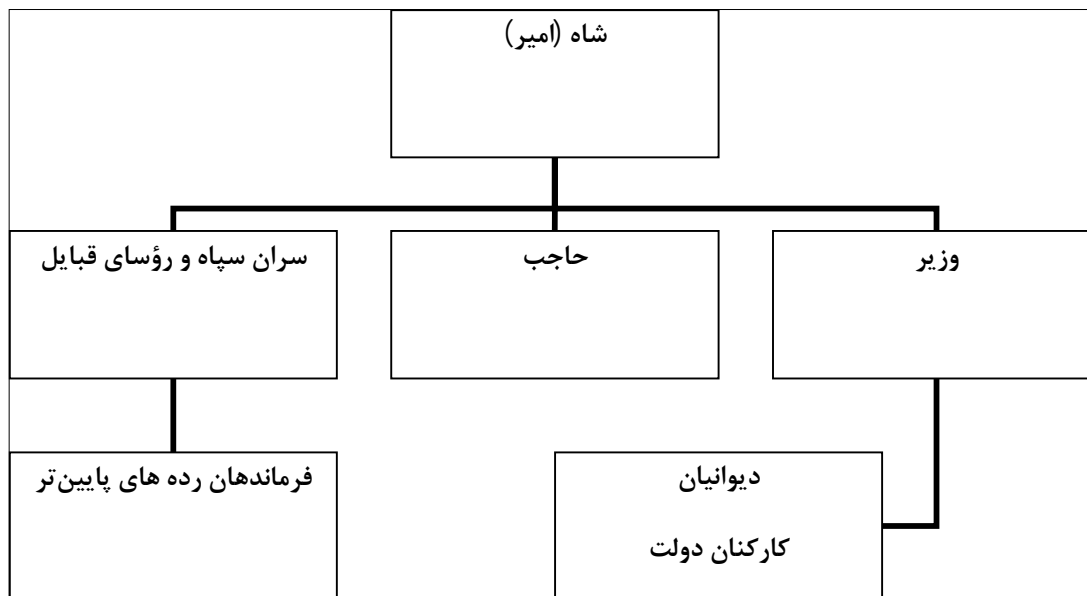 شاه (امیر)
وزیر
حاجب
سران سپاه و رؤسای قبایل
دیوانیان
کارکنان دولت
فرماندهان رده های پایین‌تر